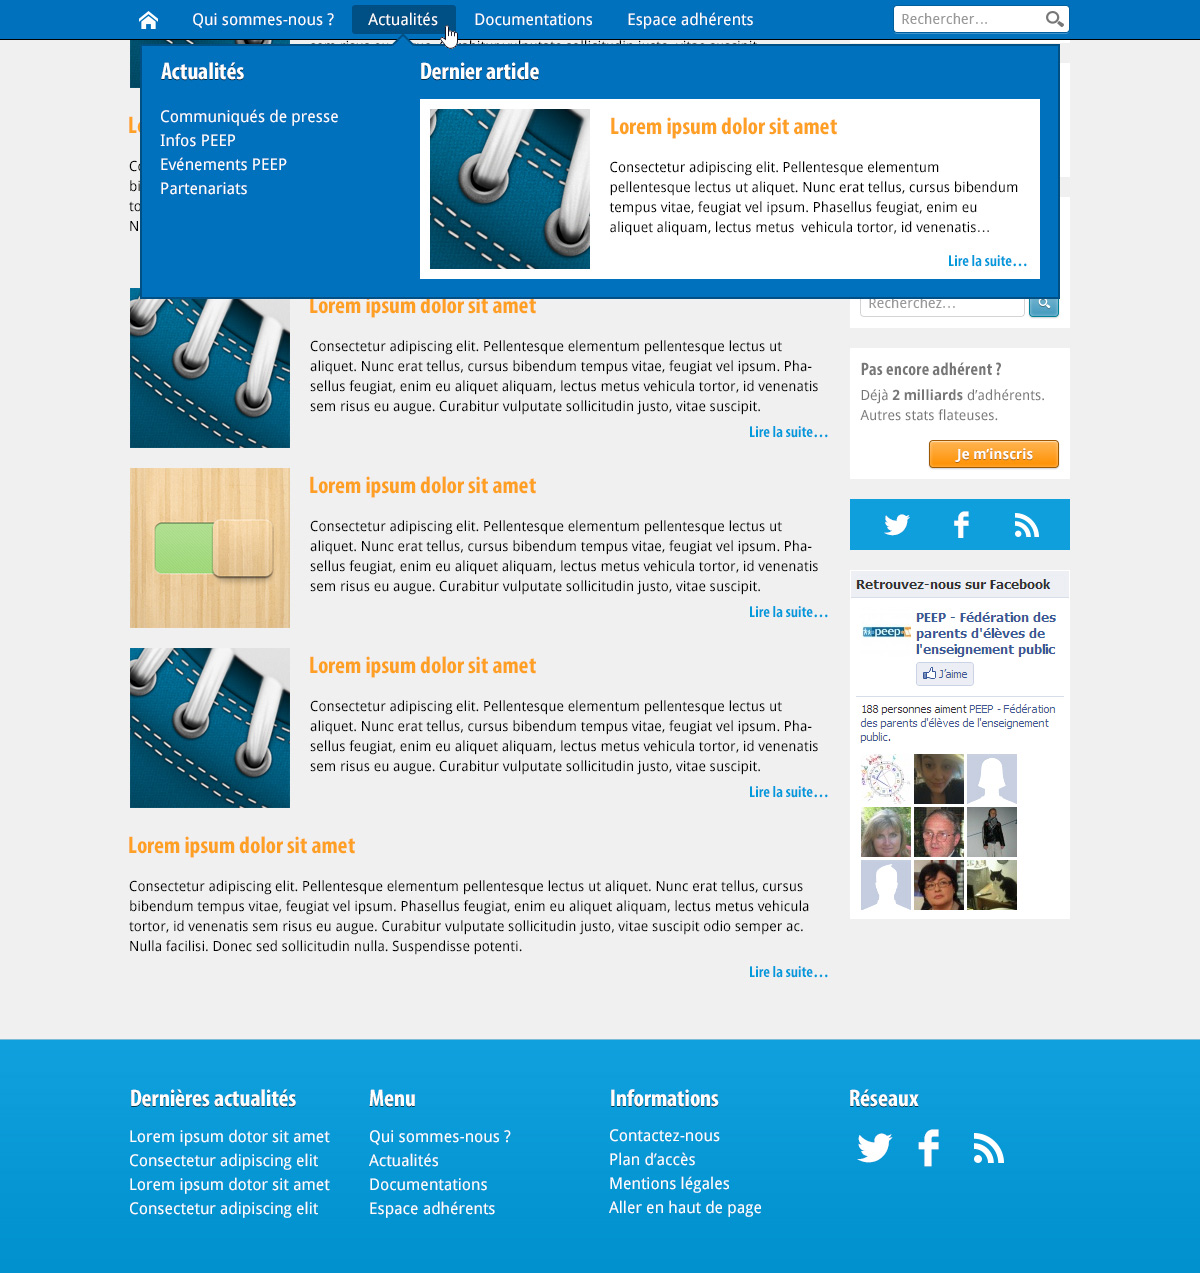 Qui sommes-nous ?
Actualités
Documentations
Espace adhérents
Rechercher...
Actualités
Communiqués de presse
Infos PEEP
Evénements PEEP
Partenariats
Dernier article
Lorem ipsum dolor sit amet
Consectetur adipiscing elit. Pellentesque elementum
pellentesque lectus ut aliquet. Nunc erat tellus, cursus bibendum
tempus vitae, feugiat vel ipsum. Phasellus feugiat, enim eu
aliquet aliquam, lectus metus vehicula tortor, id venenatis...
Lire la suite...
Lorem ipsum dolor sit amet
Consectetur adipiscing elit. Pellentesque elementum pellentesque lectus ut
aliquet. Nunc erat tellus, cursus bibendum tempus vitae, feugiat vel ipsum. Pha-
sellus feugiat, enim eu aliquet aliquam, lectus metus vehicula tortor, id venenatis
sem risus eu augue. Curabitur vulputate sollicitudin justo, vitae suscipit.
Lire la suite...
Lorem ipsum dolor sit amet
Consectetur adipiscing elit. Pellentesque elementum pellentesque lectus ut
aliquet. Nunc erat tellus, cursus bibendum tempus vitae, feugiat vel ipsum. Pha-
sellus feugiat, enim eu aliquet aliquam, lectus metus vehicula tortor, id venenatis
sem risus eu augue. Curabitur vulputate sollicitudin justo, vitae suscipit.
Lire la suite...
Lorem ipsum dolor sit amet
Consectetur adipiscing elit. Pellentesque elementum pellentesque lectus ut
aliquet. Nunc erat tellus, cursus bibendum tempus vitae, feugiat vel ipsum. Pha-
sellus feugiat, enim eu aliquet aliquam, lectus metus vehicula tortor, id venenatis
sem risus eu augue. Curabitur vulputate sollicitudin justo, vitae suscipit.
Lire la suite...
Lorem ipsum dolor sit amet
Consectetur adipiscing elit. Pellentesque elementum pellentesque lectus ut aliquet. Nunc erat tellus, cursus
bibendum tempus vitae, feugiat vel ipsum. Phasellus feugiat, enim eu aliquet aliquam, lectus metus vehicula
tortor, id venenatis sem risus eu augue. Curabitur vulputate sollicitudin justo, vitae suscipit odio semper ac.
Nulla facilisi. Donec sed sollicitudin nulla. Suspendisse potenti.
Lire la suite...
Recherchez...
Pas encore adhérent ?
Déjà 2 milliards d'adhérents.
Autres stats flateuses.
Je m'inscris
Retrouvez-nous sur Facebook
peep
PEEP - Fédération des
parents d'élèves de
l'enseignement public
J'aime
188 personnes aiment PEEP - Fédération
des parents d'élèves de l'enseignement
public.
Dernières actualités
Lorem ipsum dotor sit amet
Consectetur adipiscing elit
Lorem ipsum dotor sit amet
Consectetur adipiscing elit
Menu
Qui sommes-nous ?
Actualités
Documentations
Espace adhérents
Informations
Contactez-nous
Plan d'accès
Mentions légales
Aller en haut de page
Réseaux